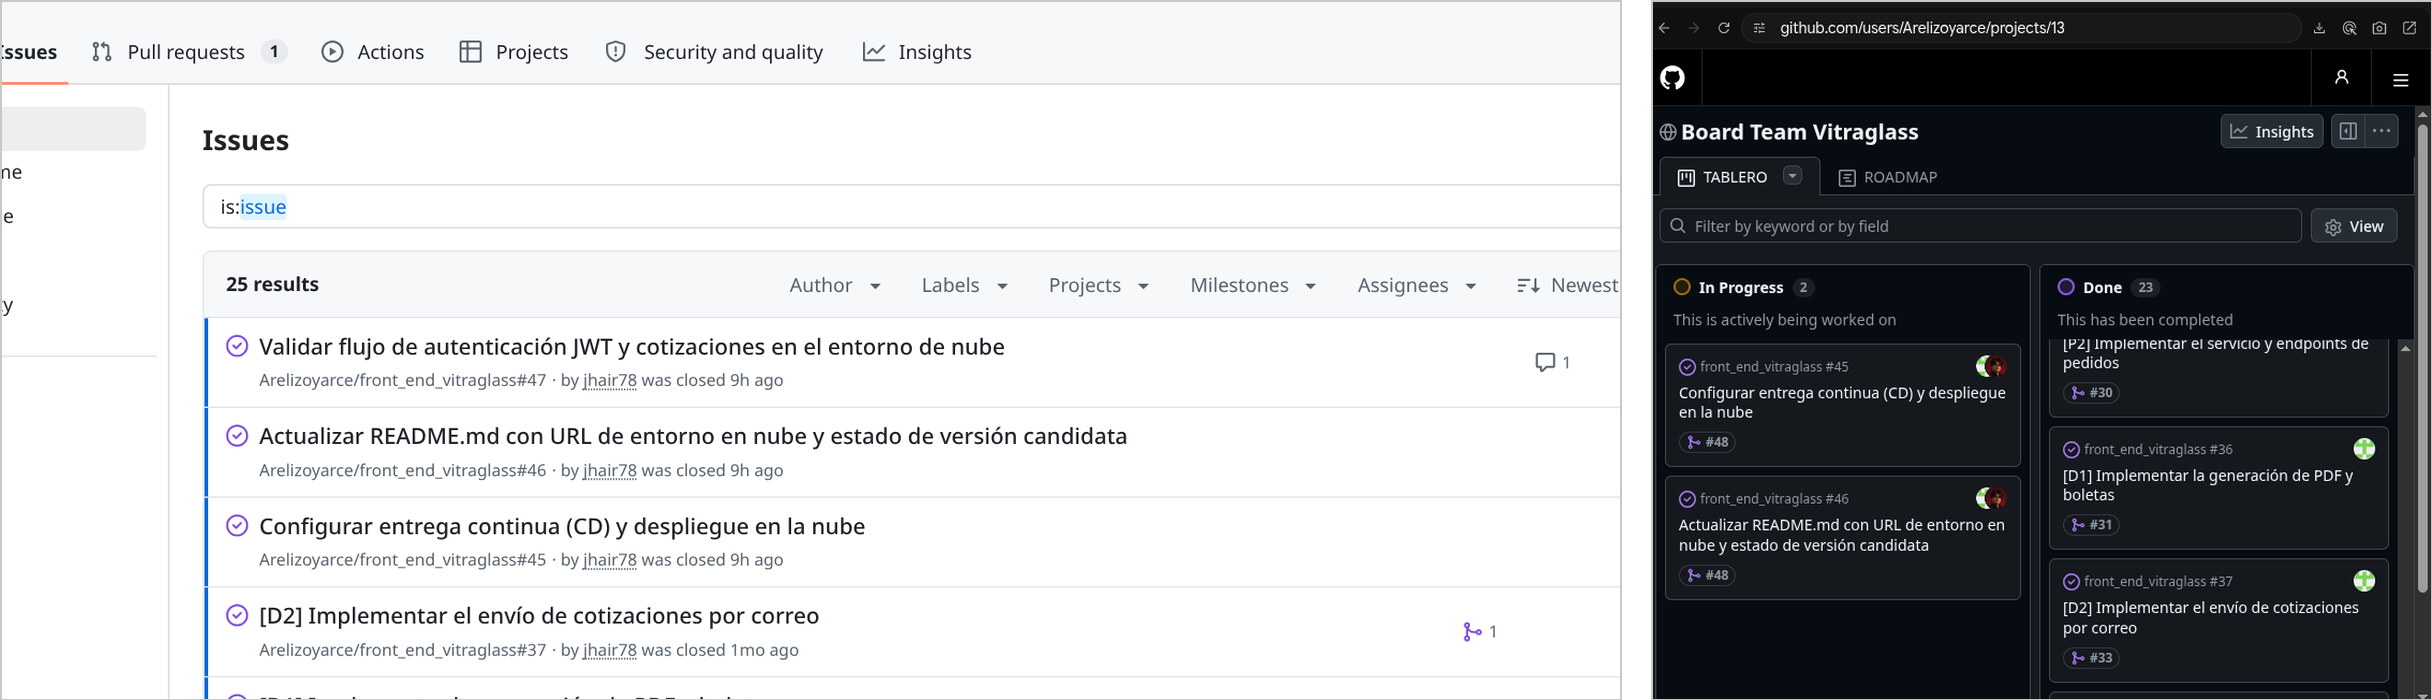 Issues
Pull requests 1
Actions
Projects
Security and quality
Insights
me
e
y
Issues
is:issue
25 results
Author
Labels
Projects
Milestones
Assignees
Newest
Validar flujo de autenticación JWT y cotizaciones en el entorno de nube
Arelizoyarce/front_end_vitraglass#47 · by jhair78 was closed 9h ago
1
Actualizar README.md con URL de entorno en nube y estado de versión candidata
Arelizoyarce/front_end_vitraglass#46 · by jhair78 was closed 9h ago
Configurar entrega continua (CD) y despliegue en la nube
Arelizoyarce/front_end_vitraglass#45 · by jhair78 was closed 9h ago
[D2] Implementar el envío de cotizaciones por correo
Arelizoyarce/front_end_vitraglass#37 · by jhair78 was closed 1mo ago
1
github.com/users/Arelizoyarce/projects/13
Board Team Vitraglass
Insights
TABLERO
ROADMAP
Filter by keyword or by field
View
In Progress 2
This is actively being worked on
front_end_vitraglass #45
Configurar entrega continua (CD) y despliegue
en la nube
#48
front_end_vitraglass #46
Actualizar README.md con URL de entorno en
nube y estado de versión candidata
#48
Done 23
This has been completed
[P2] Implementar el servicio y endpoints de
pedidos
#30
front_end_vitraglass #36
[D1] Implementar la generación de PDF y
boletas
#31
front_end_vitraglass #37
[D2] Implementar el envío de cotizaciones
por correo
#33